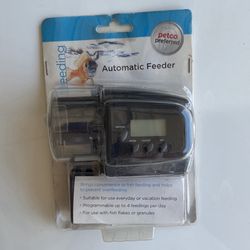 feeding
petco
preferred
Automatic Feeder
Brings convenience to fish feeding and helps
to prevent overfeeding
• Suitable for use everyday or vacation feeding
• Programmable up to 4 feedings per day
• For use with fish flakes or granules